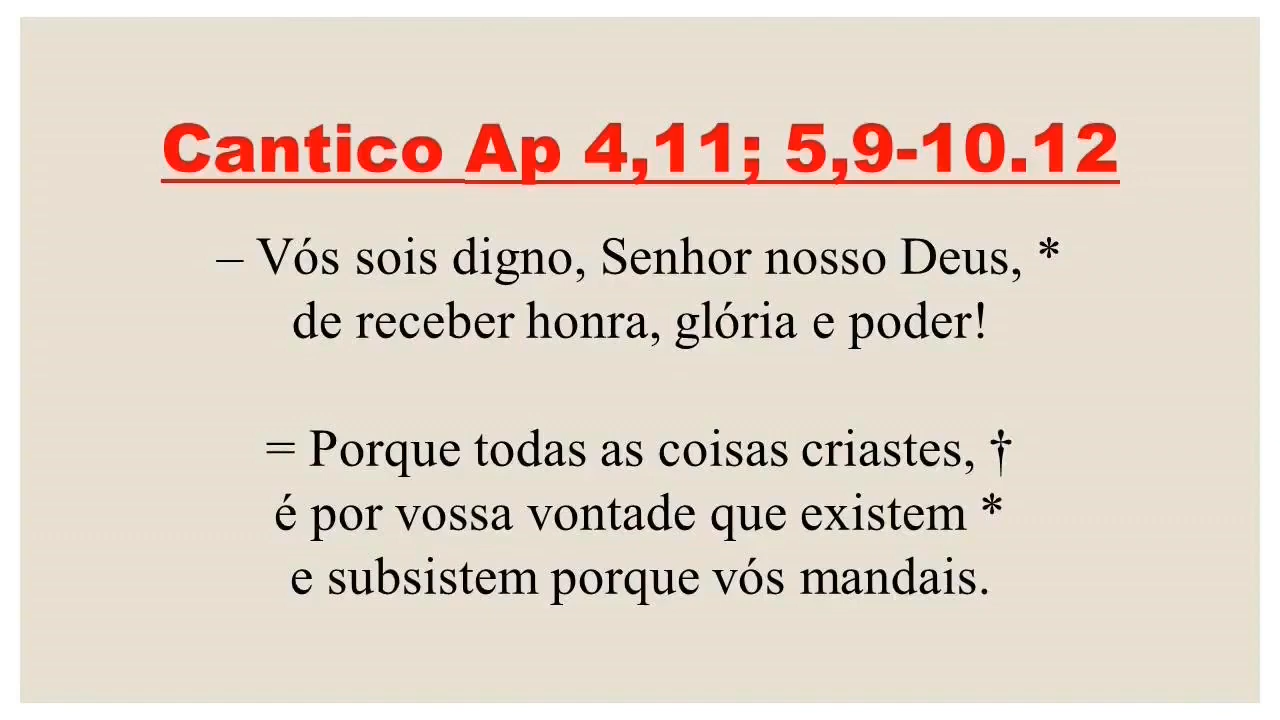 Cantico Ap 4,11; 5,9-10.12
– Vós sois digno, Senhor nosso Deus, *
de receber honra, glória e poder!
= Porque todas as coisas criastes, †
é por vossa vontade que existem *
e subsistem porque vós mandais.